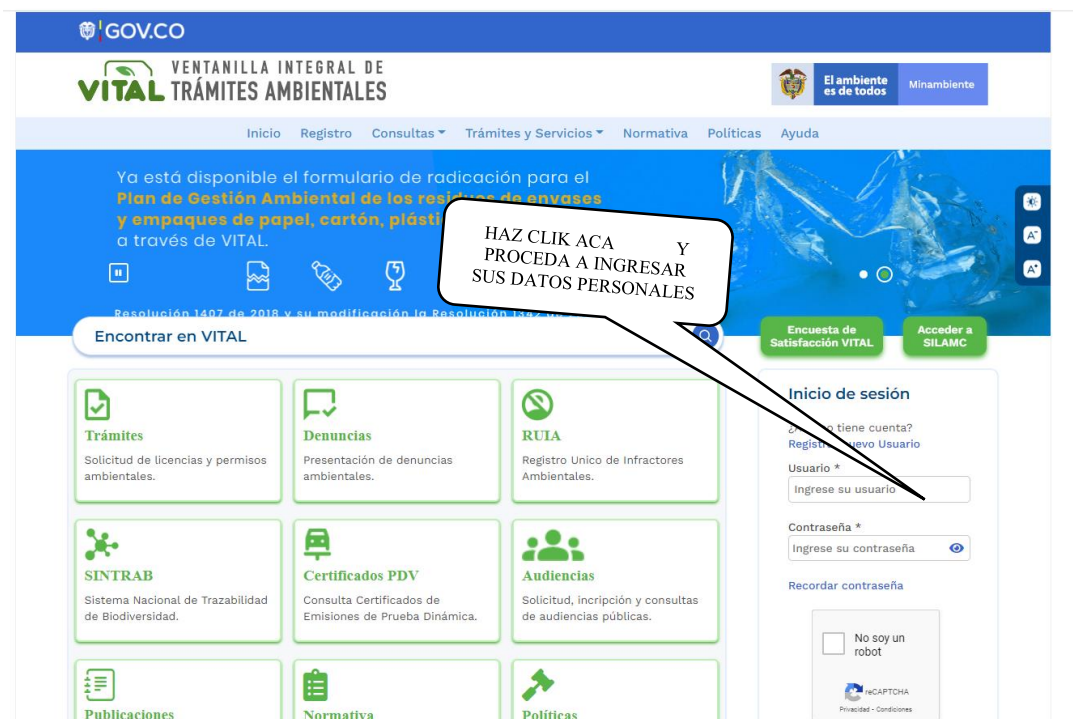 GOV.CO
VENTANILLA INTEGRAL DE
VITAL TRÁMITES AMBIENTALES
El ambiente
es de todos
Minambiente
Inicio Registro Consultas Trámites y Servicios Normativa Políticas Ayuda
Ya está disponible el formulario de radicación para el
Plan de Gestión Ambiental de los residuos de envases
y empaques de papel, cartón,
a través de VITAL.
HAZ CLIK ACA Y
PROCEDA A INGRESAR
SUS DATOS PERSONALES
A-
A+
Resolución 1407 de 2018 y su modificación la Resolución 1342
Encontrar en VITAL
Encuesta de
Satisfacción VITAL
Acceder a
SILAMC
Trámites
Solicitud de licencias y permisos
ambientales.
Denuncias
Presentación de denuncias
ambientales.
RUIA
Registro Unico de Infractores
Ambientales.
SINTRAB
Sistema Nacional de Trazabilidad
de Biodiversidad.
Certificados PDV
Consulta Certificados de
Emisiones de Prueba Dinámica.
Audiencias
Solicitud, incripción y consultas
de audiencias públicas.
Publicaciones
Normativa
Políticas
Inicio de sesión
tiene cuenta?
Nuevo Usuario
Usuario *
Ingrese su usuario
Contraseña *
Ingrese su contraseña
Recordar contraseña
No soy un
robot
reCAPTCHA
Privacidad - Condiciones